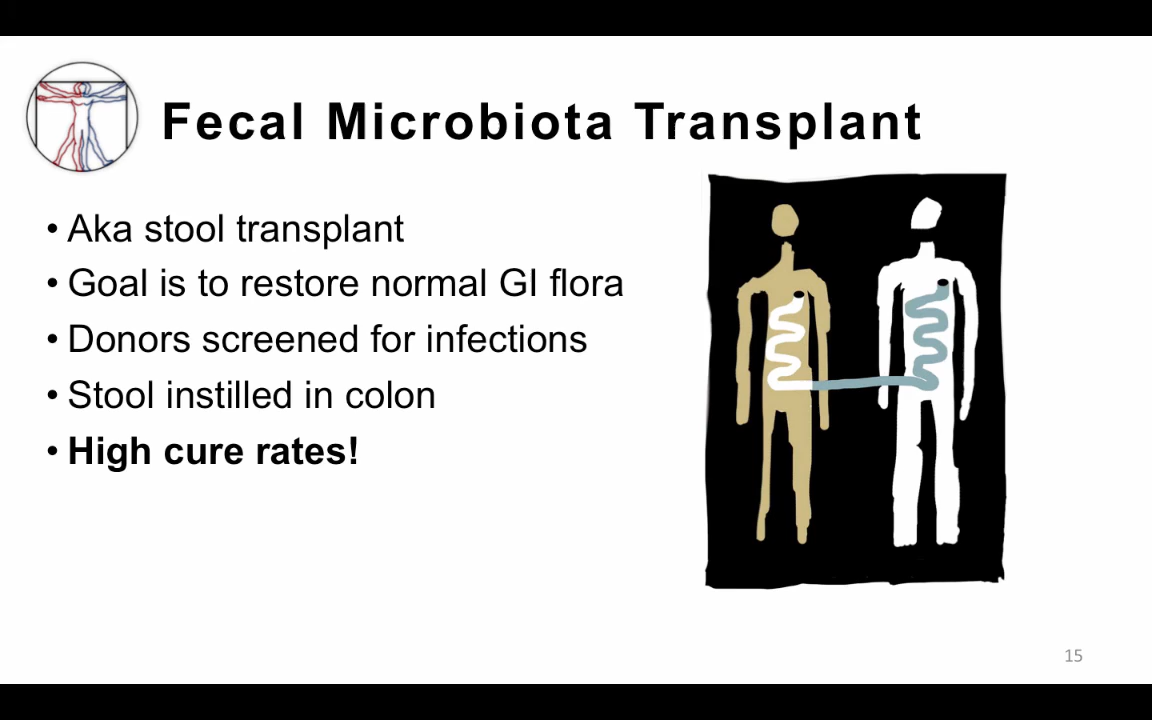 Fecal Microbiota Transplant
• Aka stool transplant
• Goal is to restore normal GI flora
• Donors screened for infections
• Stool instilled in colon
• High cure rates!
15